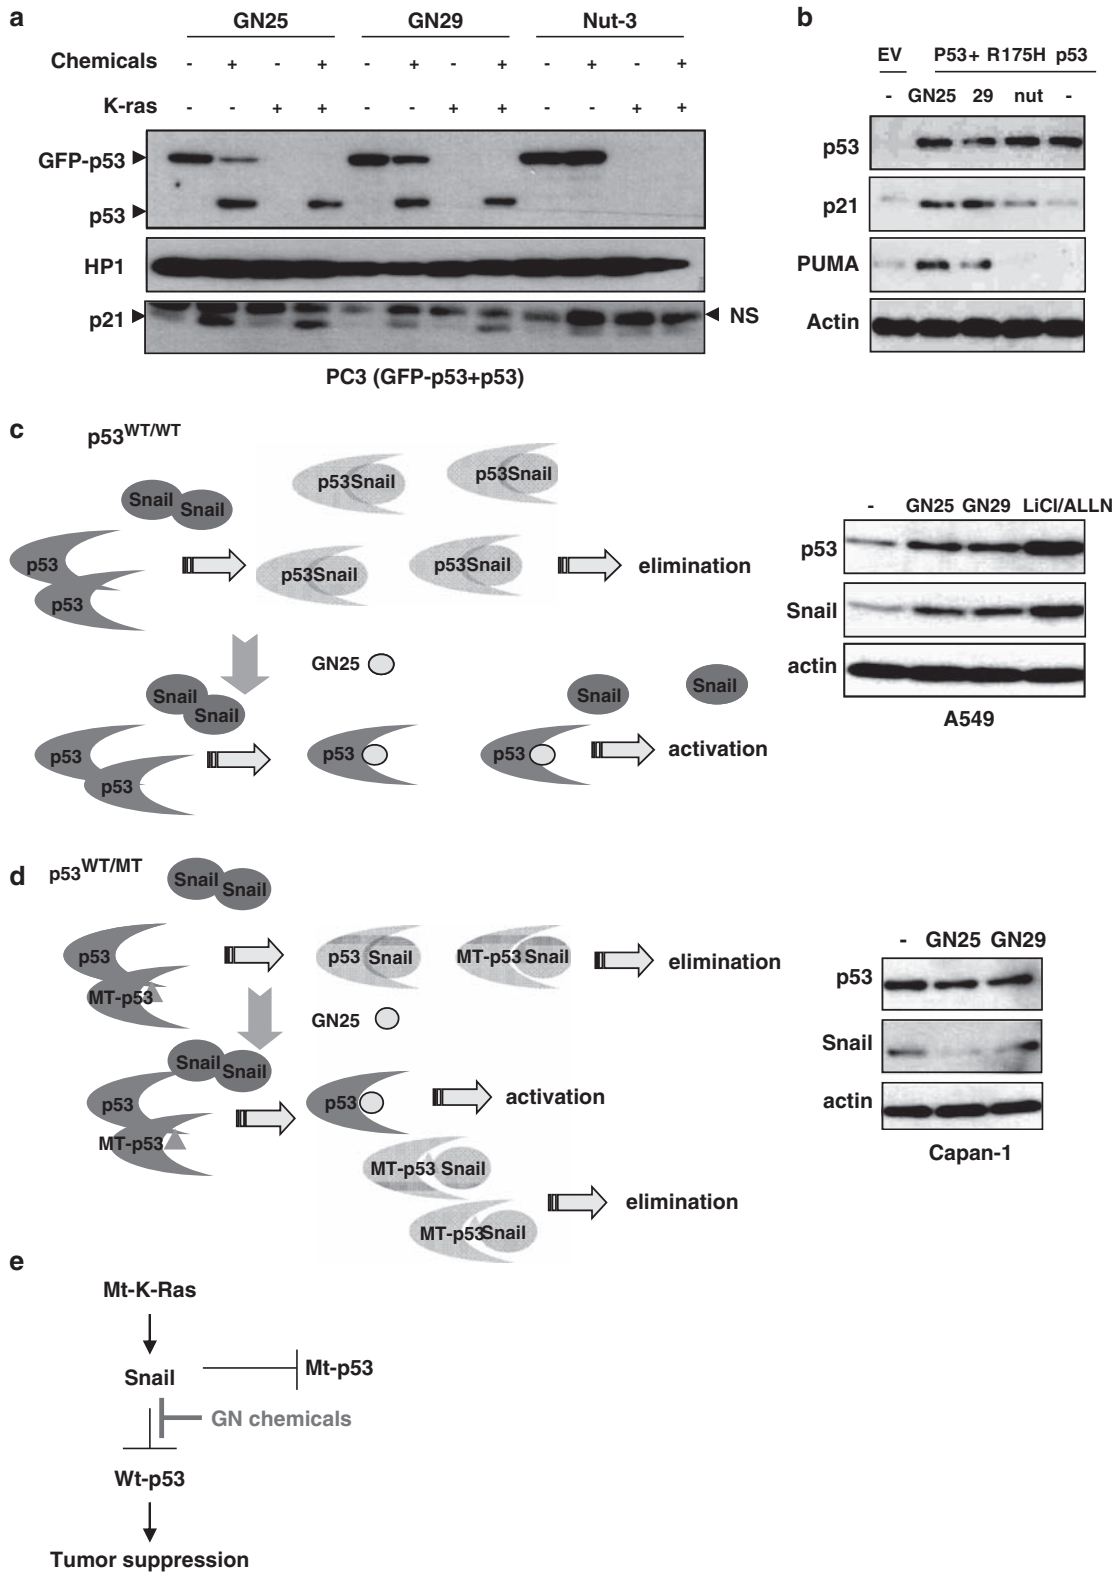 a
GN25 GN29 Nut-3
Chemicals - + - + - + - + - + - +
K-ras - - + + - - + + - - + +
GFP-p53
p53
HP1
p21
NS
PC3 (GFP-p53+p53)
b
EV P53+ R175H p53
- GN25 29 nut -
p53
p21
PUMA
Actin
c
p53WT/WT
Snail Snail
p53 p53
p53Snail p53Snail
p53Snail p53Snail
elimination
GN25
Snail Snail
p53 p53
p53 p53
Snail Snail
activation
- GN25 GN29 LiCl/ALLN
p53
Snail
actin
A549
d
p53WT/MT
Snail Snail
p53
MT-p53
p53 Snail MT-p53 Snail
elimination
GN25
Snail Snail
p53
MT-p53
p53
activation
MT-p53 Snail
MT-p53Snail
elimination
- GN25 GN29
p53
Snail
actin
Capan-1
e
Mt-K-Ras
Snail
Mt-p53
GN chemicals
Wt-p53
Tumor suppression